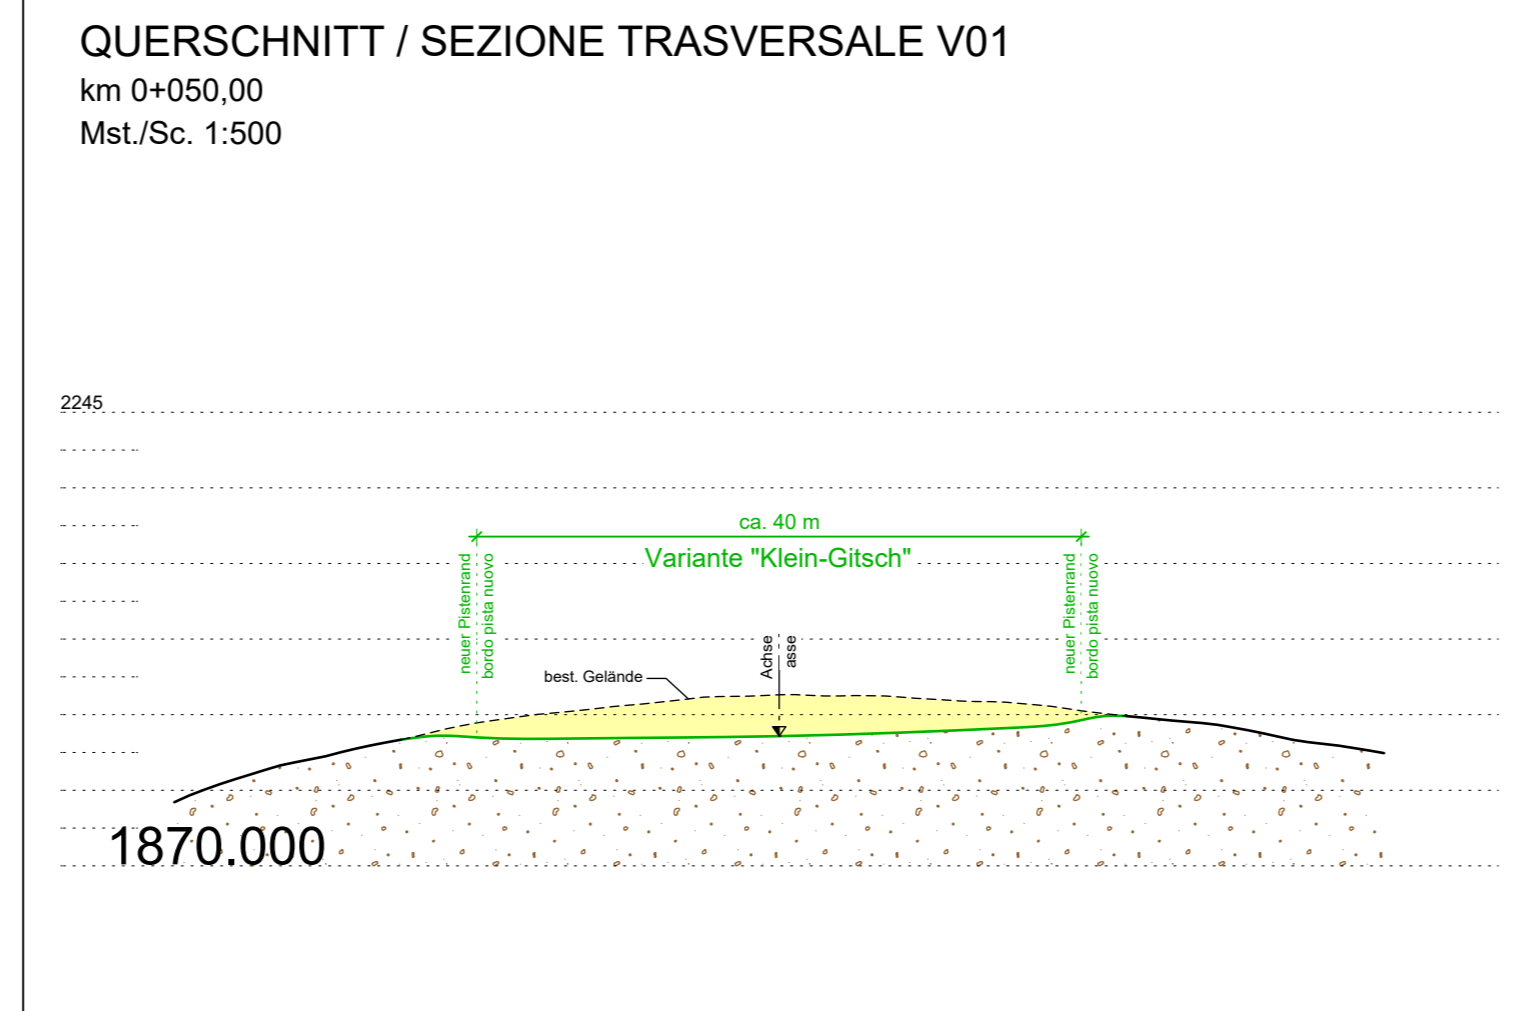 QUERSCHNITT / SEZIONE TRASVERSALE V01
km 0+050,00
Mst./Sc. 1:500
2245
ca. 40 m
Variante "Klein-Gitsch"
neuer Pistenrand
bordo pista nuovo
Achse
asse
neuer Pistenrand
bordo pista nuovo
best. Gelände
1870.000